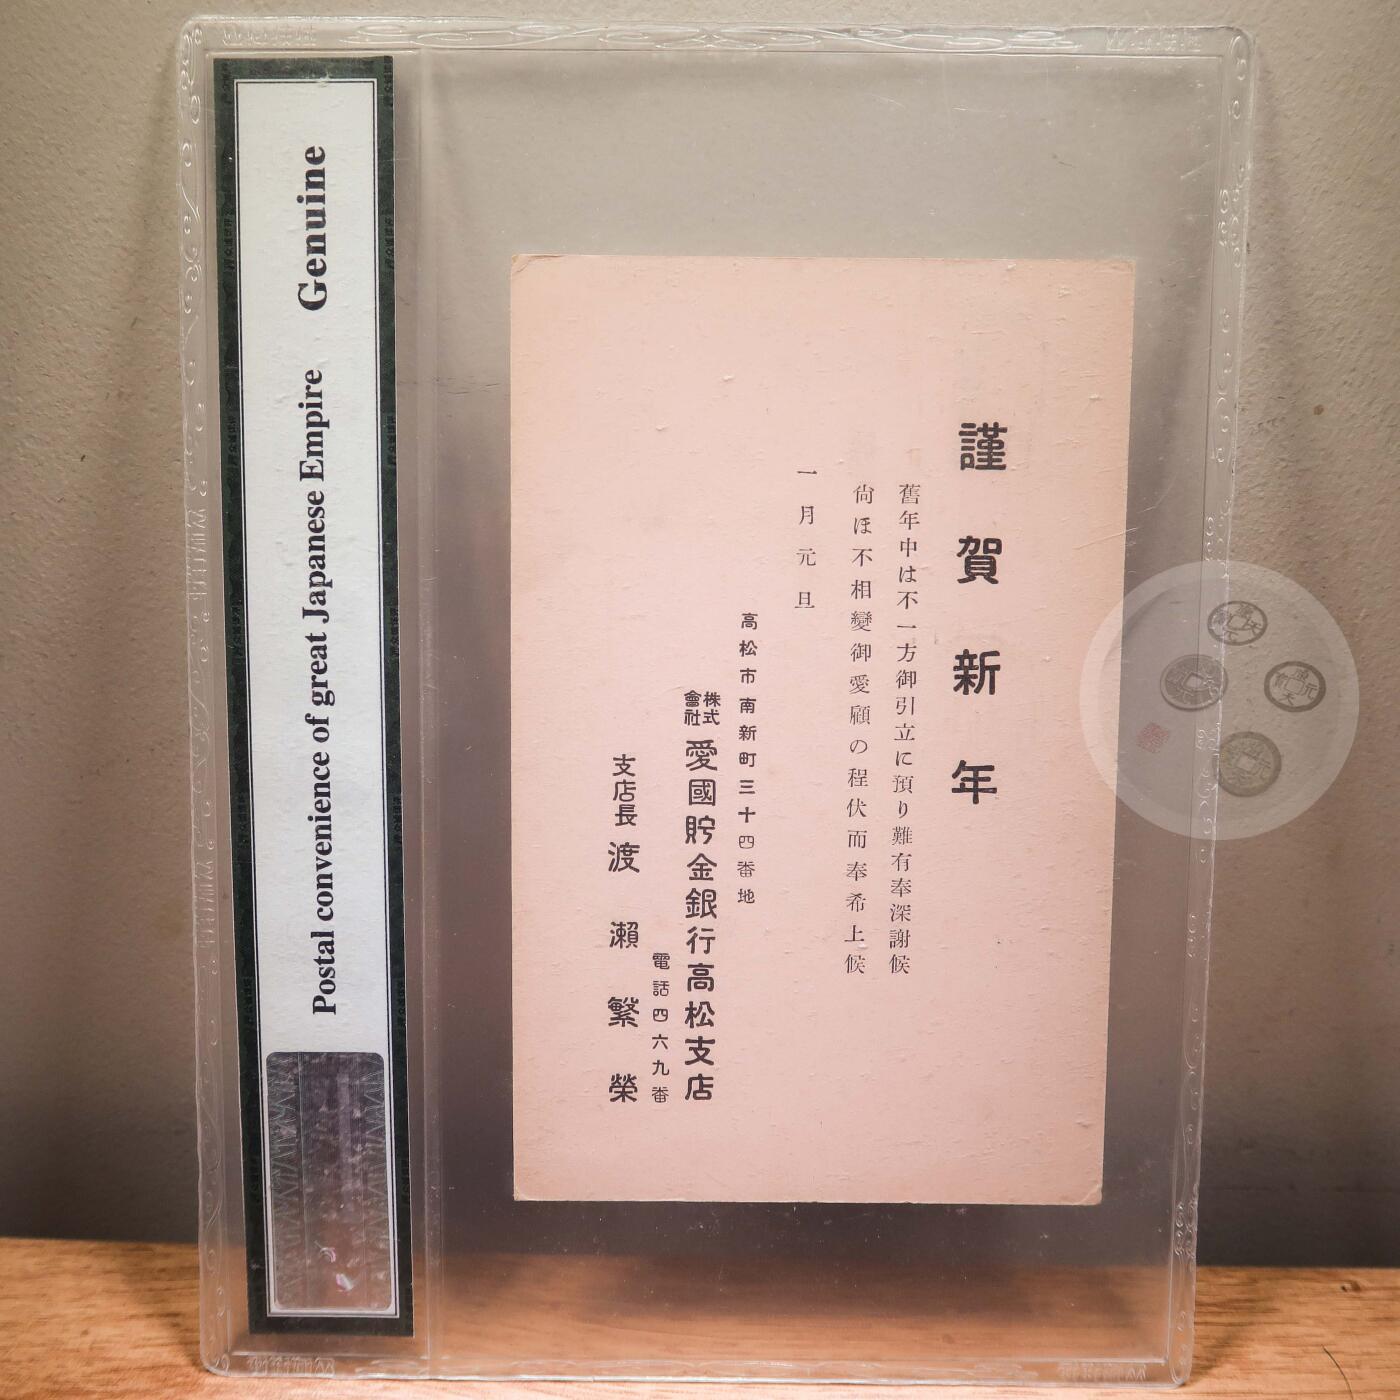 Postal convenience of great Japanese Empire Genuine
謹賀新年
舊年中は不一方御引立に預り難有奉深謝候
尙ほ不相變御愛顧の程伏而奉希上候
一月元旦
高松市南新町三十四番地
株式會社愛國貯金銀行高松支店
電話四六九番
支店長渡瀨繁榮